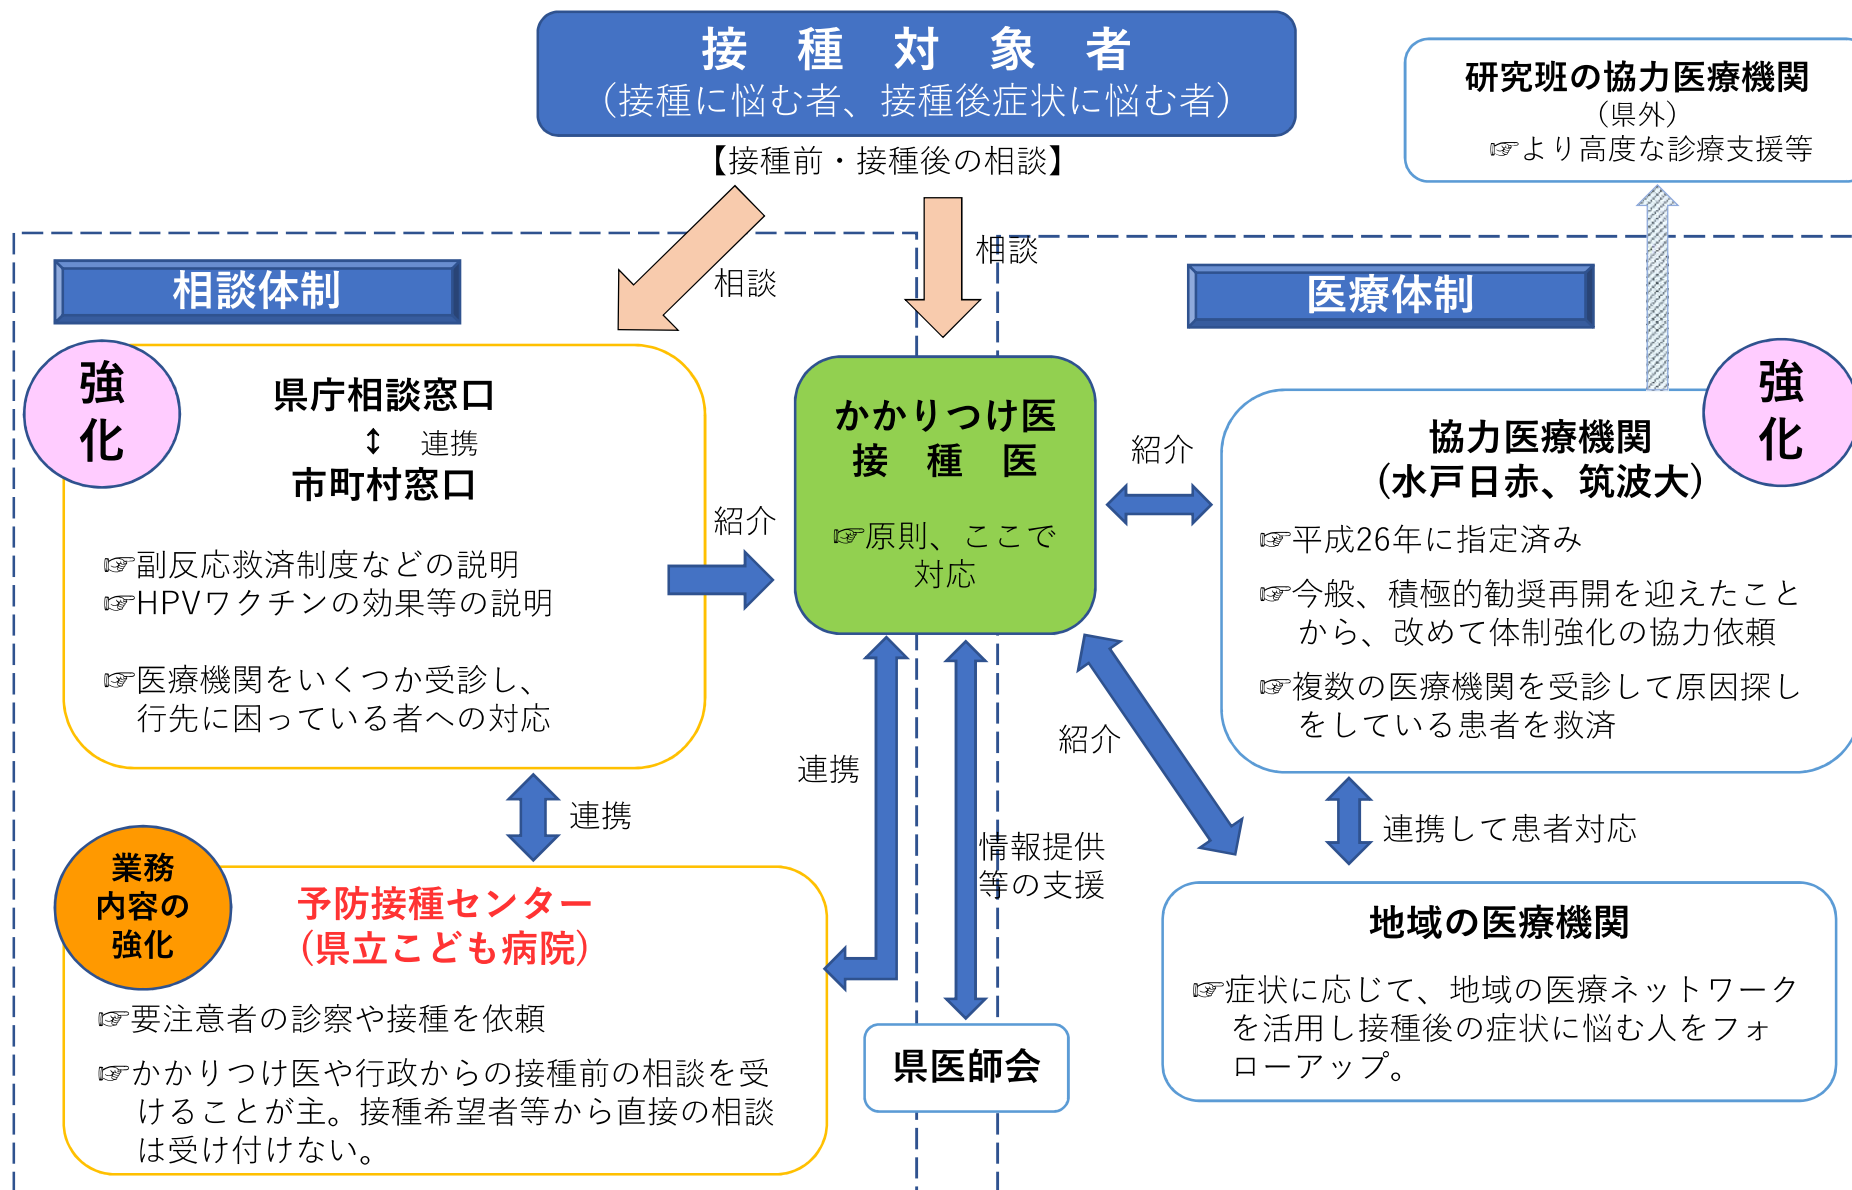 接 種 対 象 者
（接種に悩む者、接種後症状に悩む者）
【接種前・接種後の相談】
研究班の協力医療機関
（県外）
☞より高度な診療支援等
相談
相談
相談体制
医療体制
強
化
県庁相談窓口
↕ 連携
市町村窓口
☞副反応救済制度などの説明
☞HPVワクチンの効果等の説明
☞医療機関をいくつか受診し、
行先に困っている者への対応
紹介
かかりつけ医
接 種 医
☞原則、ここで
対応
紹介
強
化
協力医療機関
（水戸日赤、筑波大）
☞平成26年に指定済み
☞今般、積極的勧奨再開を迎えたこと
から、改めて体制強化の協力依頼
☞複数の医療機関を受診して原因探し
をしている患者を救済
連携
連携
情報提供
等の支援
紹介
連携して患者対応
業務
内容の
強化
予防接種センター
（県立こども病院）
☞要注意者の診察や接種を依頼
☞かかりつけ医や行政からの接種前の相談を受
けることが主。接種希望者等から直接の相談
は受け付けない。
県医師会
地域の医療機関
☞症状に応じて、地域の医療ネットワーク
を活用し接種後の症状に悩む人をフォ
ローアップ。